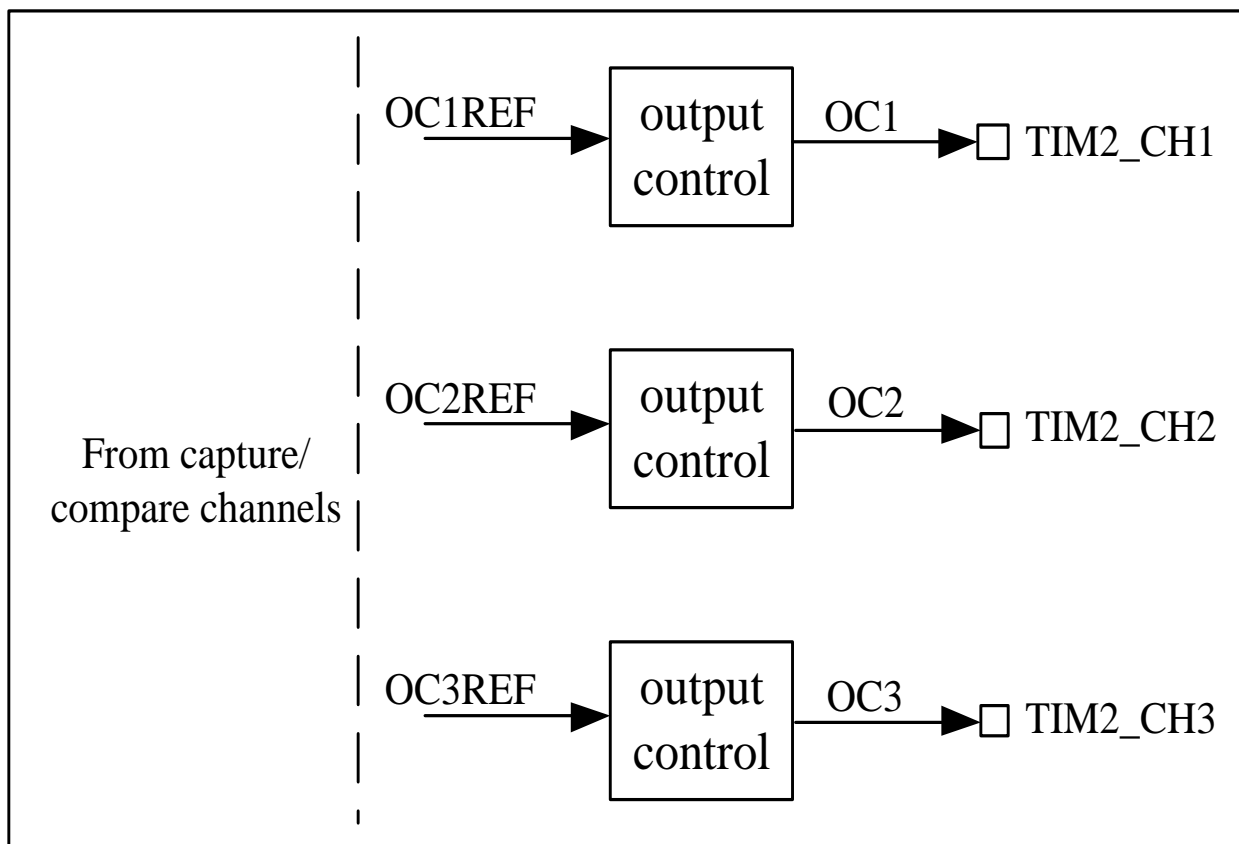 OC1REF
output
control
OC1
TIM2_CH1
OC2REF
output
control
OC2
TIM2_CH2
From capture/
compare channels
OC3REF
output
control
OC3
TIM2_CH3